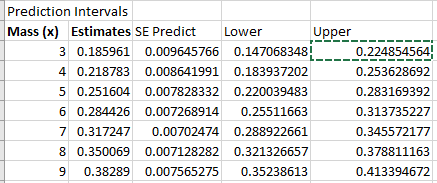 Prediction Intervals
Mass (x) Estimates SE Predict Lower Upper
3 0.185961 0.009645766 0.147068348 0.224854564
4 0.218783 0.008641991 0.183937202 0.253628692
5 0.251604 0.007828332 0.220039483 0.283169392
6 0.284426 0.007268914 0.25511663 0.313735227
7 0.317247 0.00702474 0.288922661 0.345572177
8 0.350069 0.007128282 0.321326657 0.378811163
9 0.38289 0.007565275 0.35238613 0.413394672